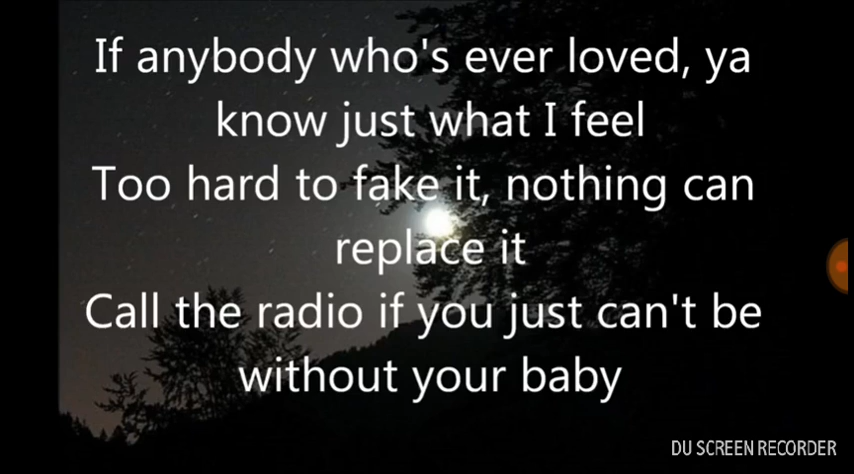 If anybody who's ever loved, ya
know just what I feel
Too hard to fake it, nothing can
replace it
Call the radio if you just can't be
without your baby
DU SCREEN RECORDER